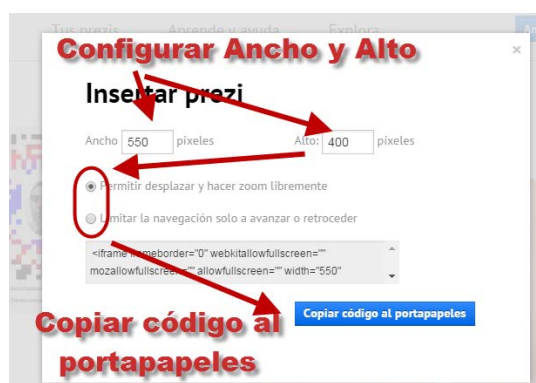 Tus prezis Aprende y ayuda Explora
Configurar Ancho y Alto
×
Insertar prezi
Ancho 550 píxeles Alto: 400 píxeles
Permitir desplazar y hacer zoom libremente
Limitar la navegación solo a avanzar o retroceder
<iframe frameborder="0" webkitallowfullscreen=""
mozallowfullscreen="" allowfullscreen="" width="550"
Copiar código al portapapeles
Copiar código al
portapapeles